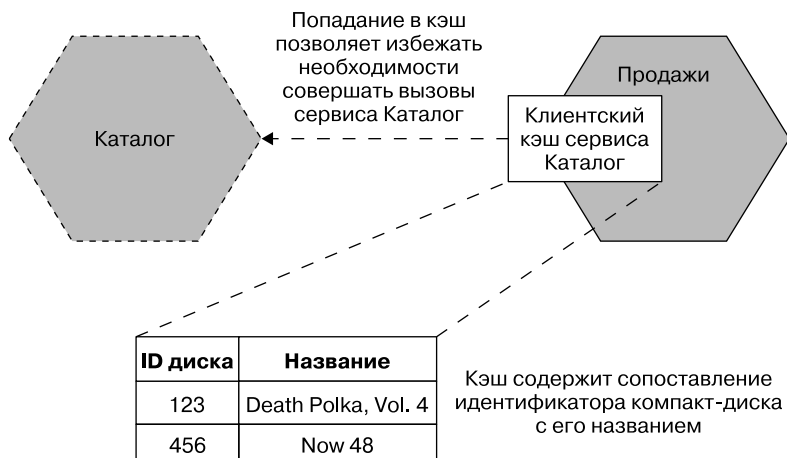 Попадание в кэш
позволяет избежать
необходимости
совершать вызовы
сервиса Каталог
Каталог
Продажи
Клиентский
кэш сервиса
Каталог
ID диска Название
123 Death Polka, Vol. 4
456 Now 48
Кэш содержит сопоставление
идентификатора компакт-диска
с его названием